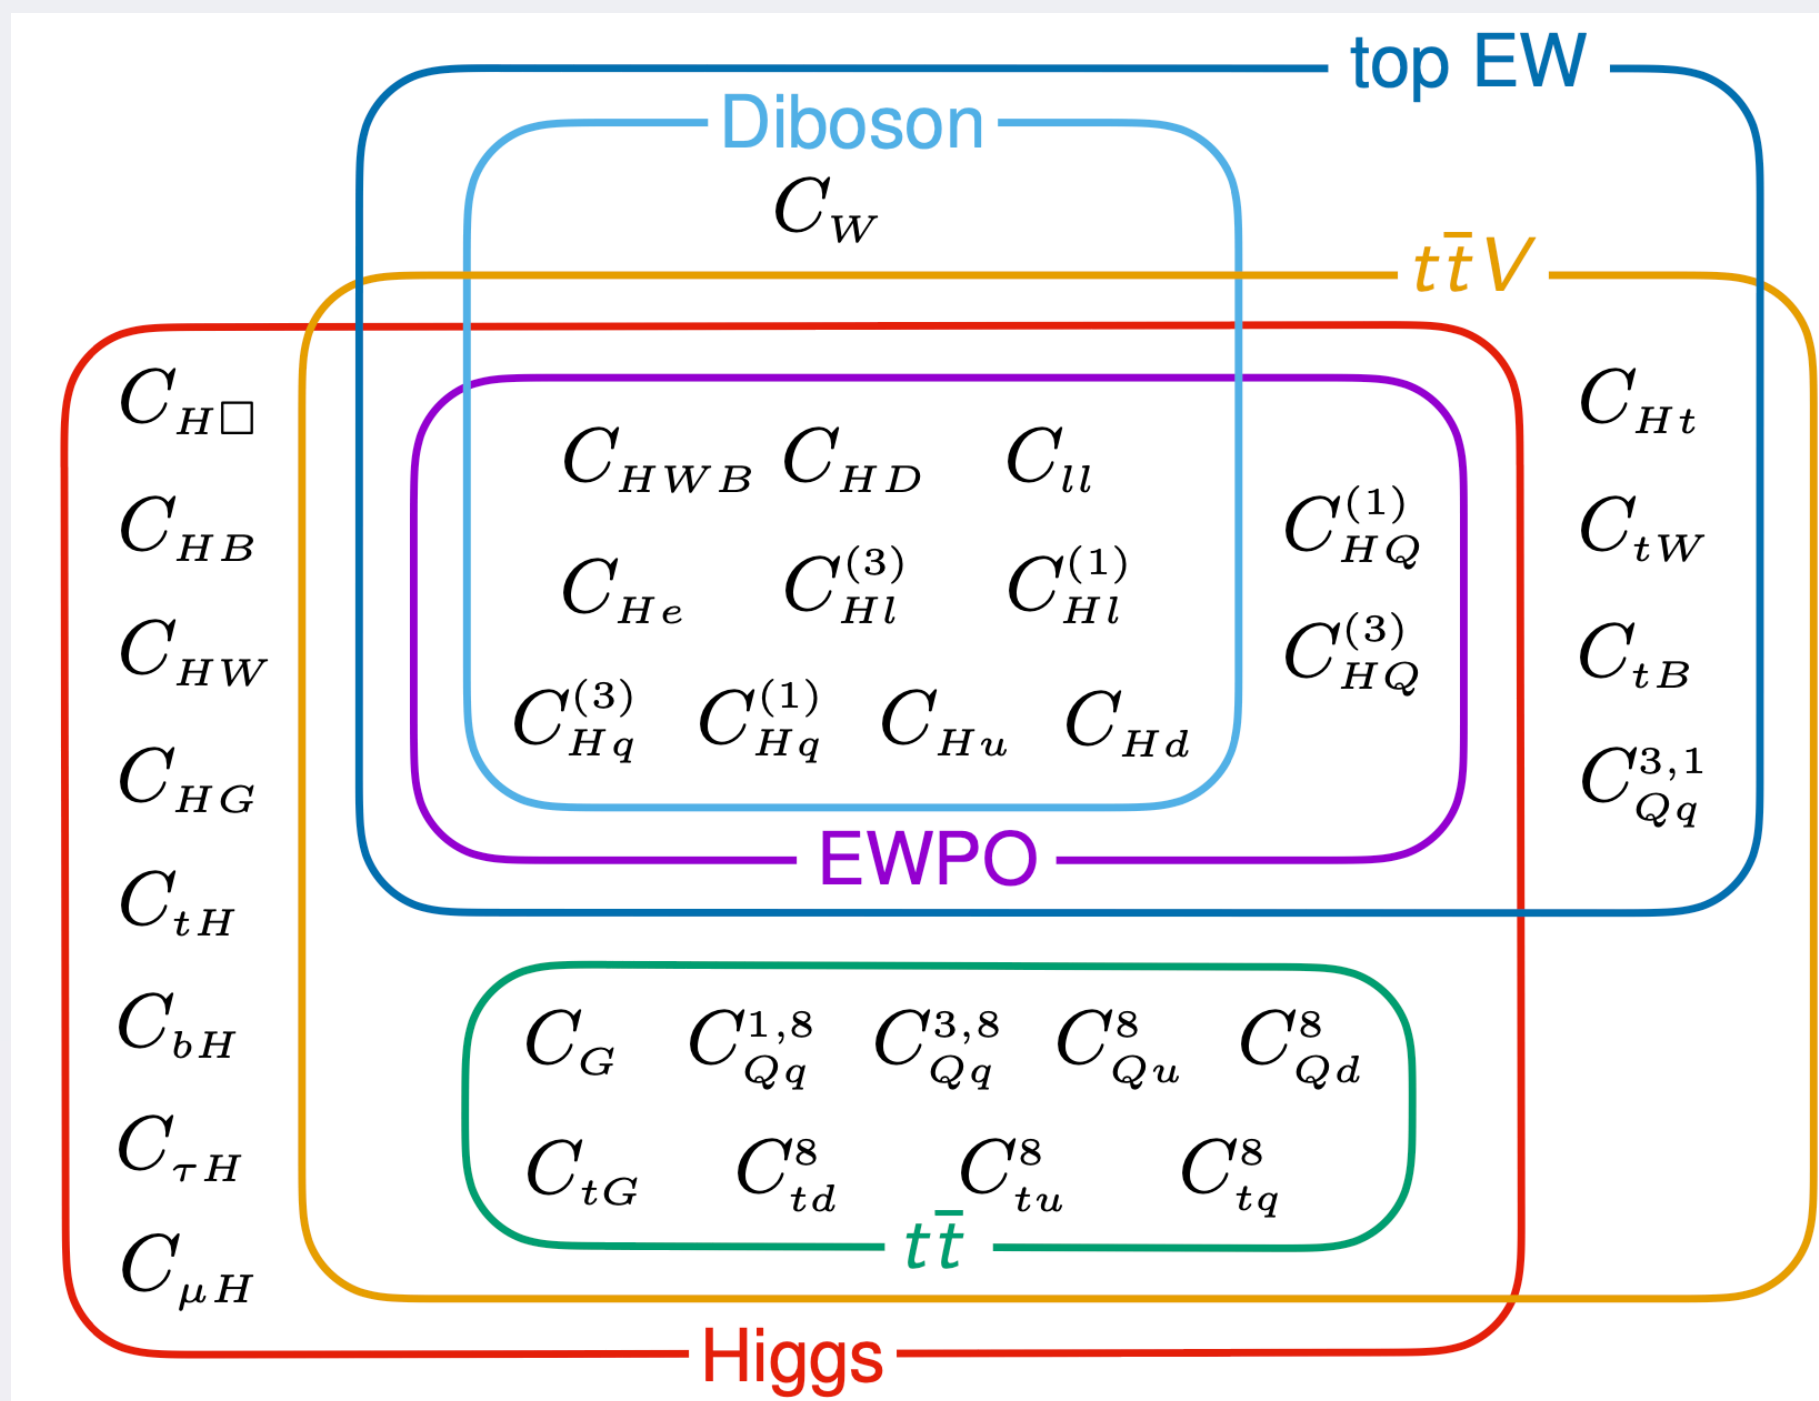 top EW
Diboson
C_W
tt̄V
C_{H□}
C_{HB}
C_{HW}
C_{HG}
C_{tH}
C_{bH}
C_{τH}
C_{μH}
C_{HWB} C_{HD} C_{ll}
C_{He} C_{Hl}^{(3)} C_{Hl}^{(1)}
C_{Hq}^{(3)} C_{Hq}^{(1)} C_{Hu} C_{Hd}
C_{HQ}^{(1)}
C_{HQ}^{(3)}
EWPO
C_{Ht}
C_{tW}
C_{tB}
C_{Qq}^{3,1}
C_G C_{Qq}^{1,8} C_{Qq}^{3,8} C_{Qu}^{8} C_{Qd}^{8}
C_{tG} C_{td}^{8} C_{tu}^{8} C_{tq}^{8}
tt̄
Higgs